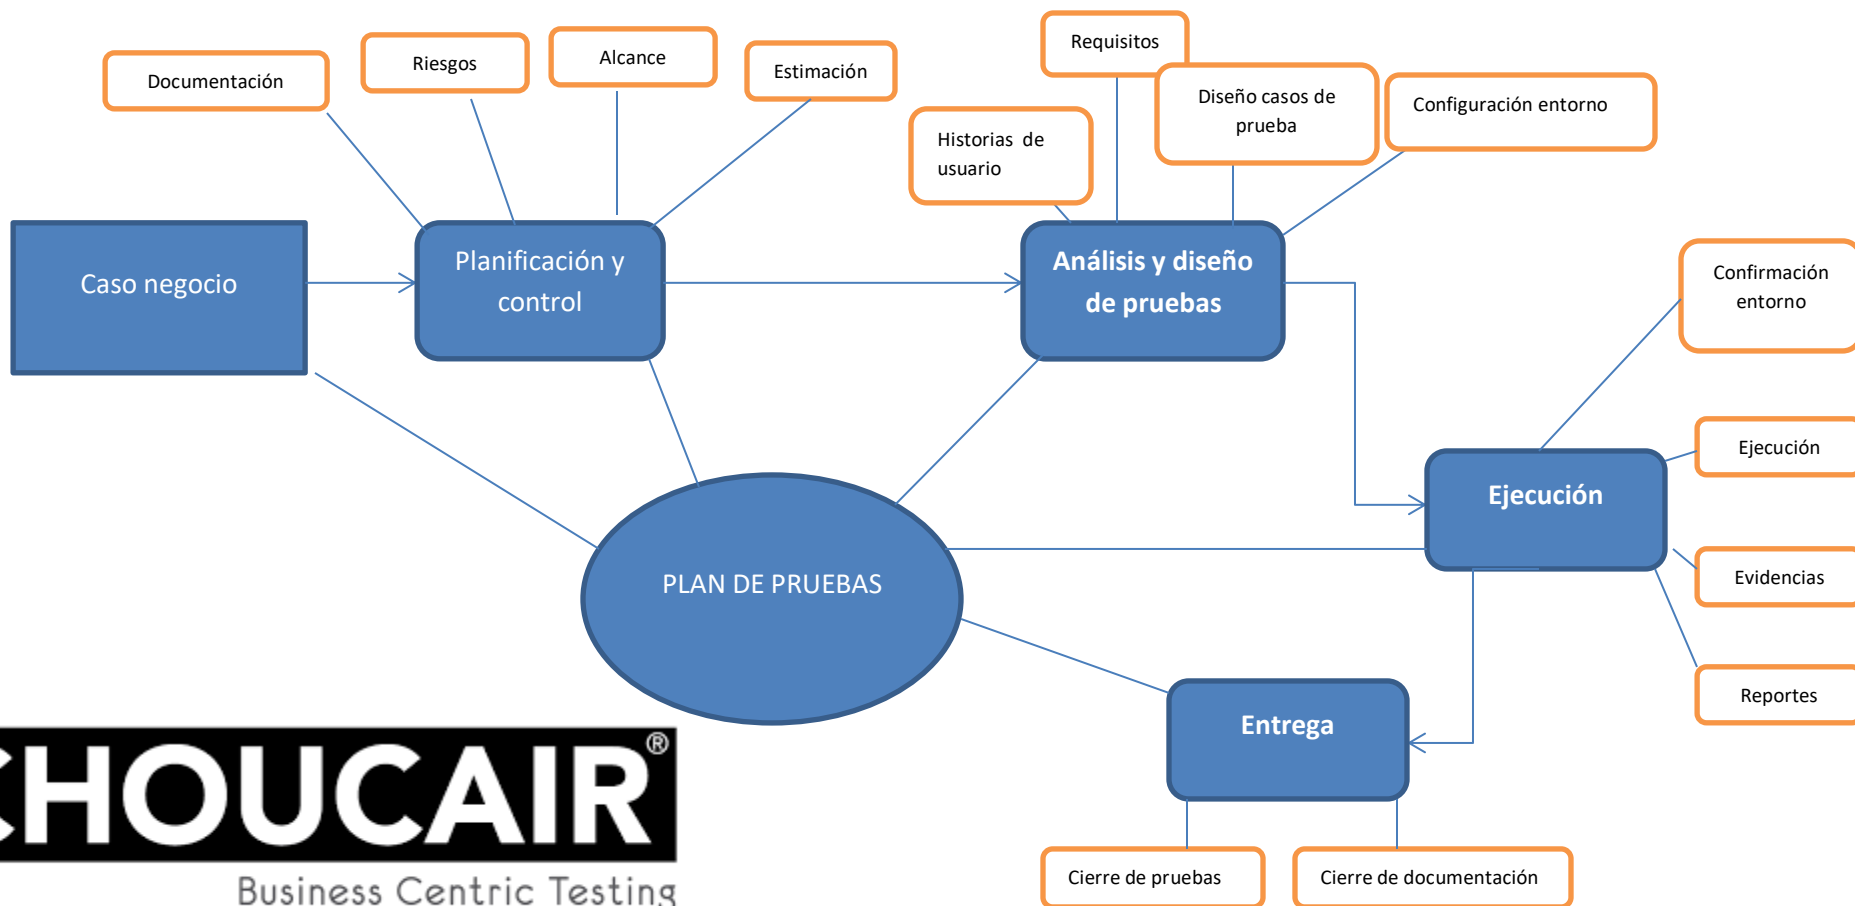 Documentación
Riesgos
Alcance
Estimación
Requisitos
Historias de
usuario
Diseño casos de
prueba
Configuración entorno
Caso negocio
Planificación y
control
Análisis y diseño
de pruebas
Confirmación
entorno
Ejecución
Ejecución
Evidencias
Reportes
PLAN DE PRUEBAS
Entrega
Cierre de pruebas
Cierre de documentación
CHOUCAIR®
Business Centric Testing